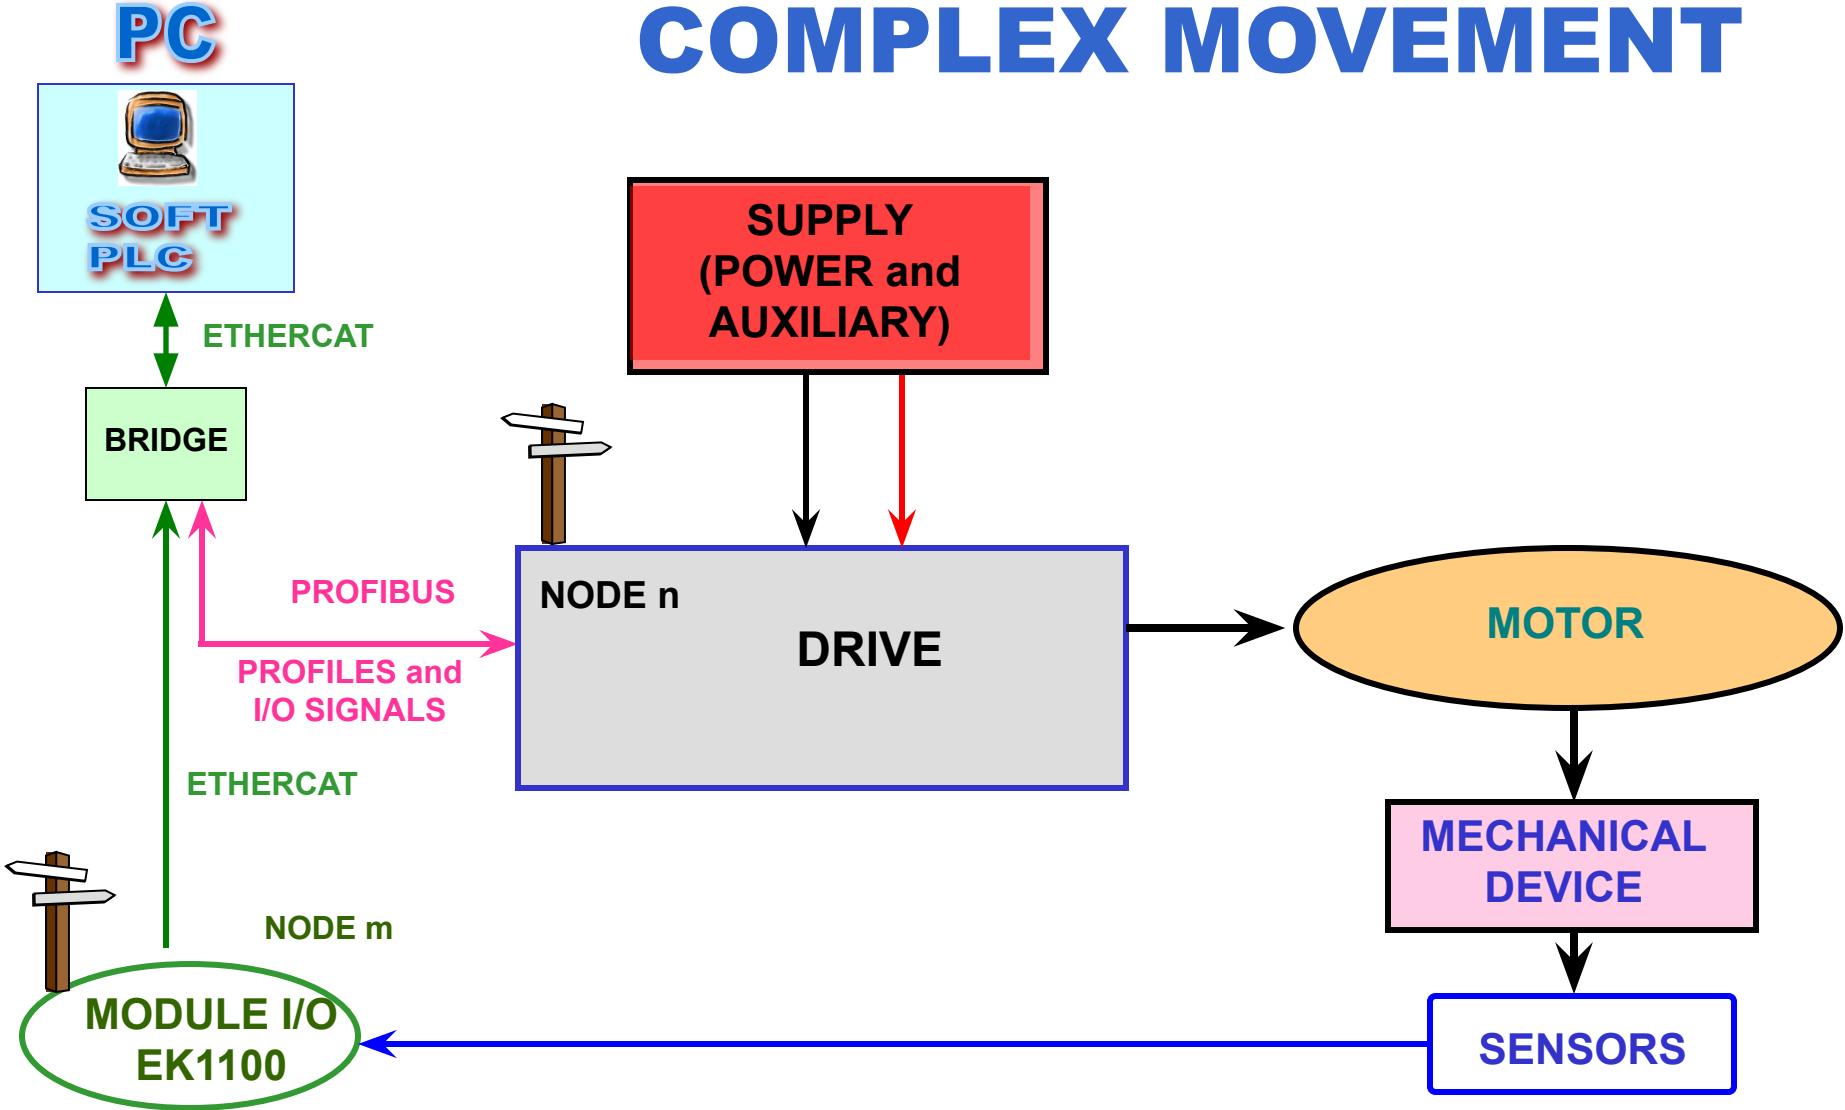 PC
COMPLEX MOVEMENT
SOFT
PLC
ETHERCAT
BRIDGE
SUPPLY
(POWER and
AUXILIARY)
PROFIBUS
PROFILES and
I/O SIGNALS
NODE n
DRIVE
MOTOR
ETHERCAT
MECHANICAL
DEVICE
NODE m
MODULE I/O
EK1100
SENSORS